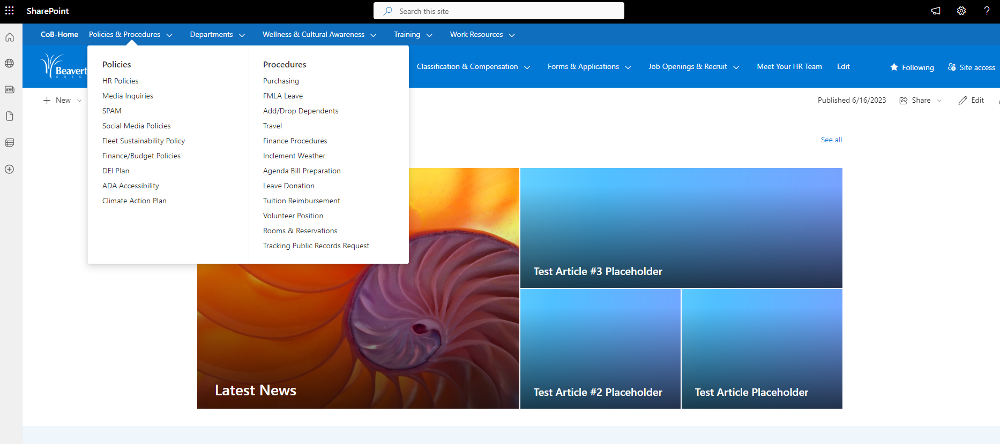 SharePoint
Search this site
?
CoB-Home Policies & Procedures Departments Wellness & Cultural Awareness Training Work Resources
Beavert
OREG
Classification & Compensation Forms & Applications Job Openings & Recruit Meet Your HR Team Edit
Following Site access
New
Published 6/16/2023 Share Edit
Policies
HR Policies
Media Inquiries
SPAM
Social Media Policies
Fleet Sustainability Policy
Finance/Budget Policies
DEI Plan
ADA Accessibility
Climate Action Plan
Procedures
Purchasing
FMLA Leave
Add/Drop Dependents
Travel
Finance Procedures
Inclement Weather
Agenda Bill Preparation
Leave Donation
Tuition Reimbursement
Volunteer Position
Rooms & Reservations
Tracking Public Records Request
See all
Latest News
Test Article #3 Placeholder
Test Article #2 Placeholder
Test Article Placeholder